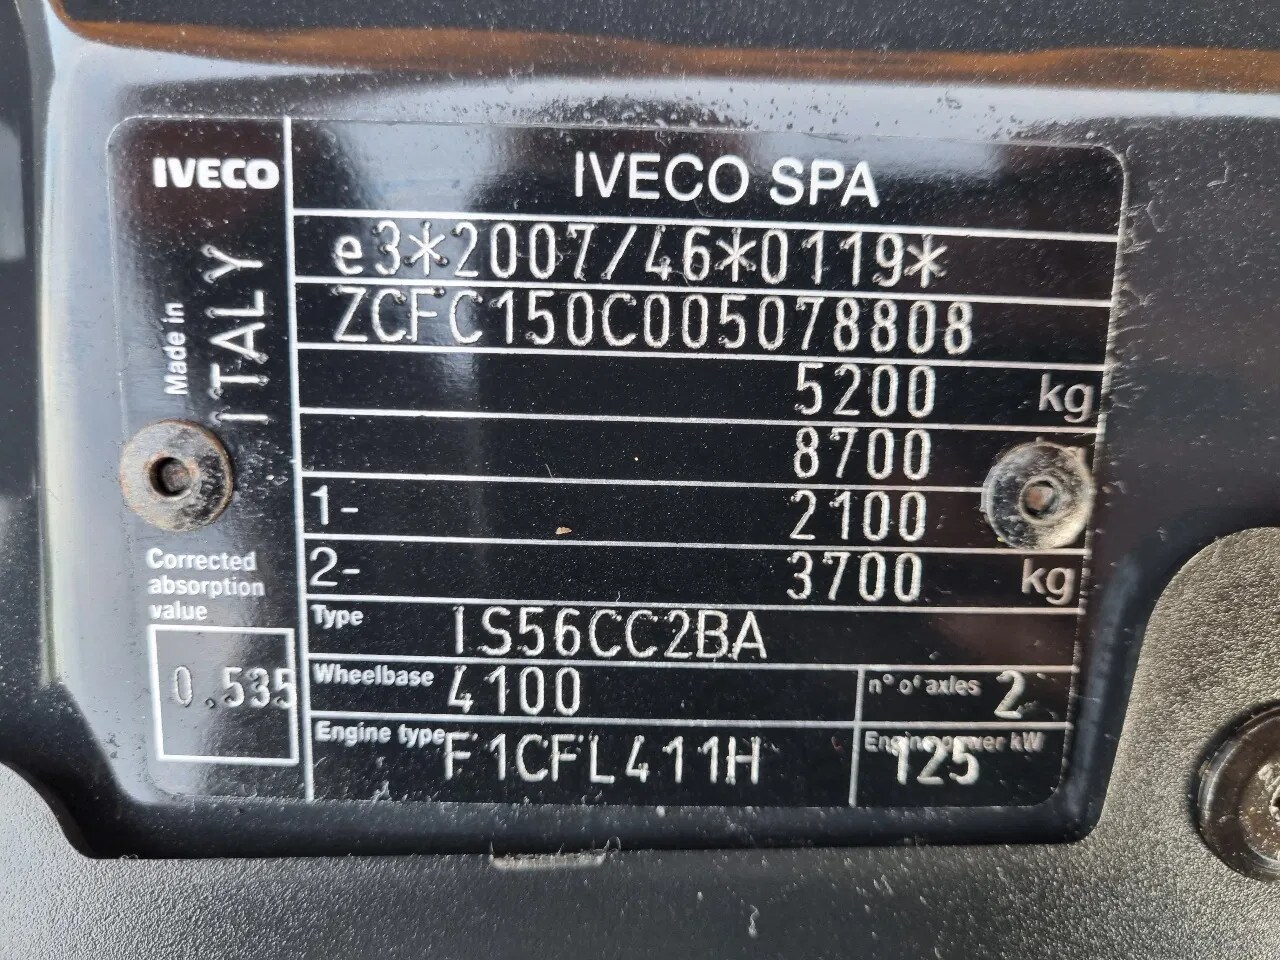 IVECO
IVECO SPA
e3*2007/46*0119*
ZCFC150C005078808
Made in
ITALY
5200 kg
8700
1- 2100
2- 3700 kg
Corrected
absorption
value
0.535
Type IS56CC2BA
Wheelbase 4100 n° of axles 2
Engine type F1CFL411H Engine power kW 125